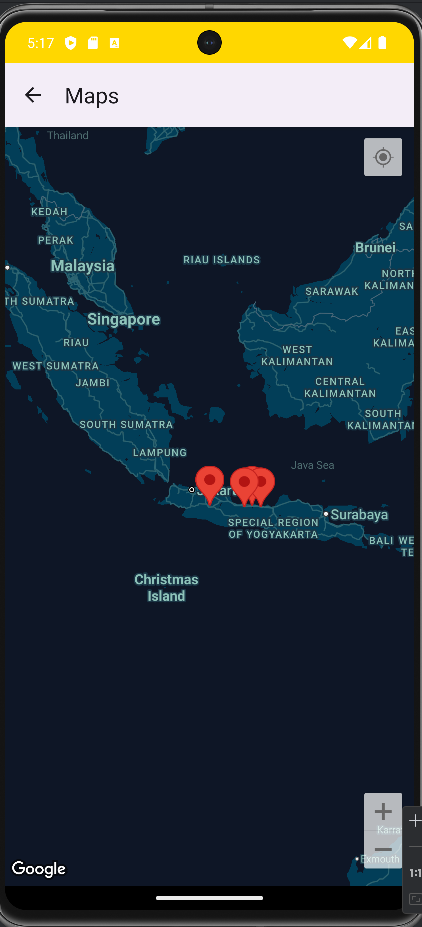 5:17
A
Maps
Thailand
KEDAH
PERAK
Malaysia
RIAU ISLANDS
Brunei
TH SUMATRA
SARAWAK
NORTH
KALIMAN
Singapore
RIAU
WEST SUMATRA
JAMBI
WEST
KALIMANTAN
EAS
KALIMA
CENTRAL
KALIMANTAN
SOUTH SUMATRA
SOUTH
KALIMANTAN
LAMPUNG
Java Sea
SPECIAL REGION
OF YOGYAKARTA
Surabaya
BALI WE
TE
Christmas
Island
+
Karra
−
Exmouth
1:1
Google